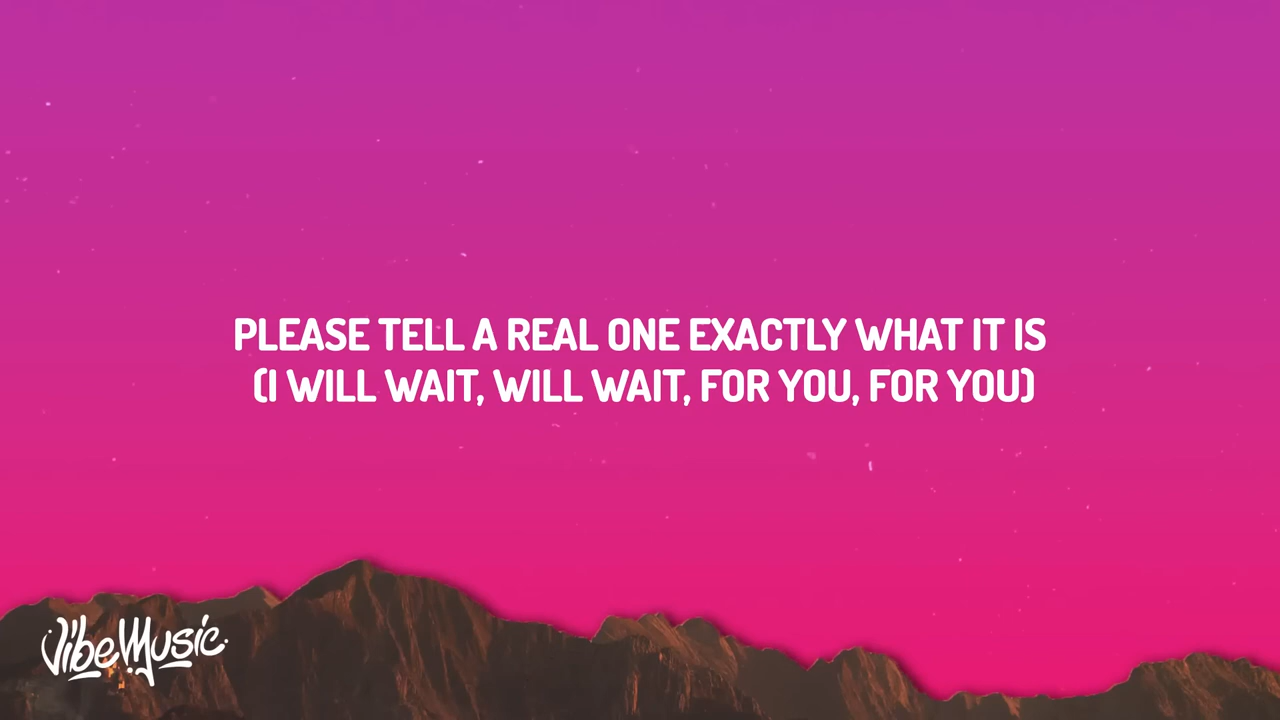 PLEASE TELL A REAL ONE EXACTLY WHAT IT IS
(I WILL WAIT, WILL WAIT, FOR YOU, FOR YOU)
VibeMusic